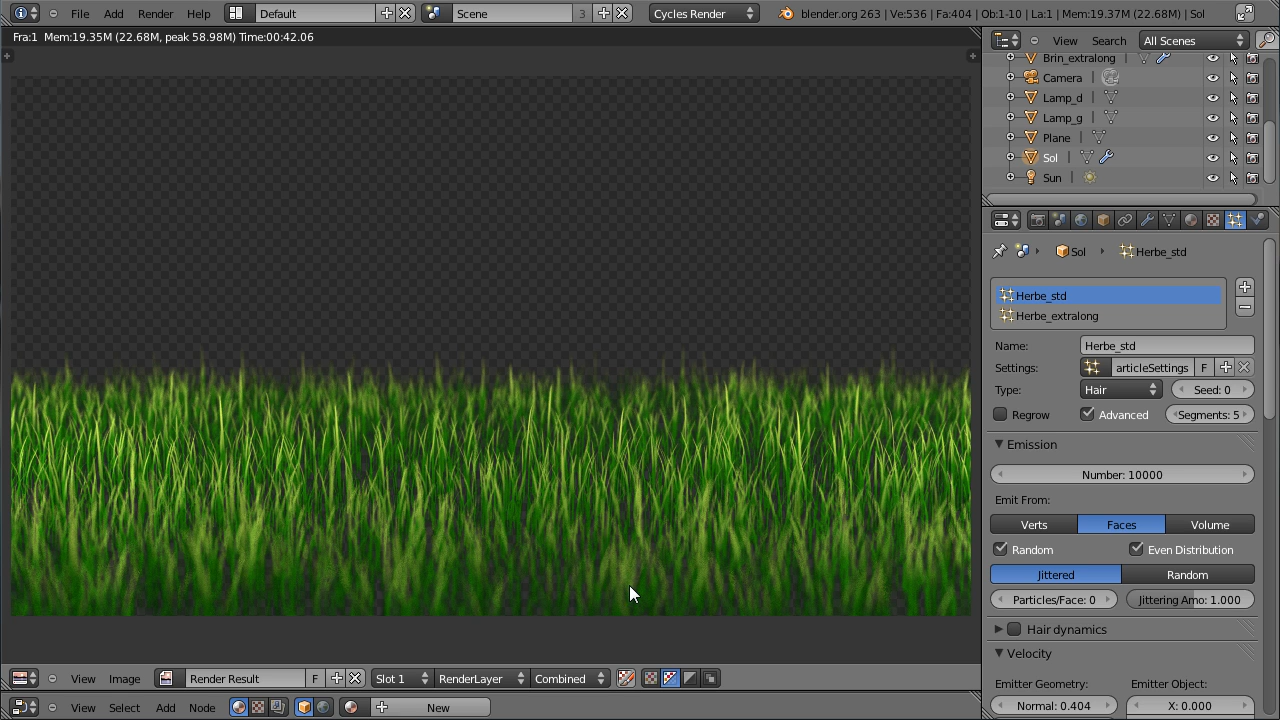 File Add Render Help Default Scene 3 Cycles Render blender.org 263 | Ve:536 | Fa:404 | Ob:1-10 | La:1 | Mem:19.37M (22.68M) | Sol
Fra:1 Mem:19.35M (22.68M, peak 58.98M) Time:00:42.06
View Search All Scenes
Brin_extralong
Camera
Lamp_d
Lamp_g
Plane
Sol
Sun
Sol Herbe_std
Herbe_std
Herbe_extralong
Name: Herbe_std
Settings: articleSettings F
Type: Hair Seed: 0
Regrow Advanced Segments: 5
Emission
Number: 10000
Emit From:
Verts Faces Volume
Random Even Distribution
Jittered Random
Particles/Face: 0 Jittering Amo: 1.000
Hair dynamics
Velocity
Emitter Geometry: Emitter Object:
Normal: 0.404 X: 0.000
View Image Render Result F Slot 1 RenderLayer Combined
View Select Add Node New